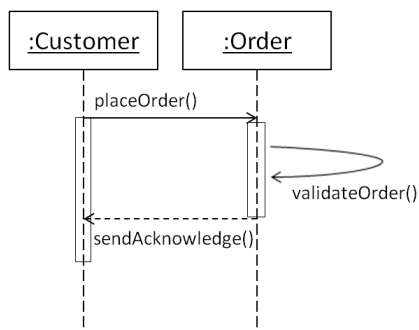 :Customer
:Order
placeOrder()
validateOrder()
sendAcknowledge()